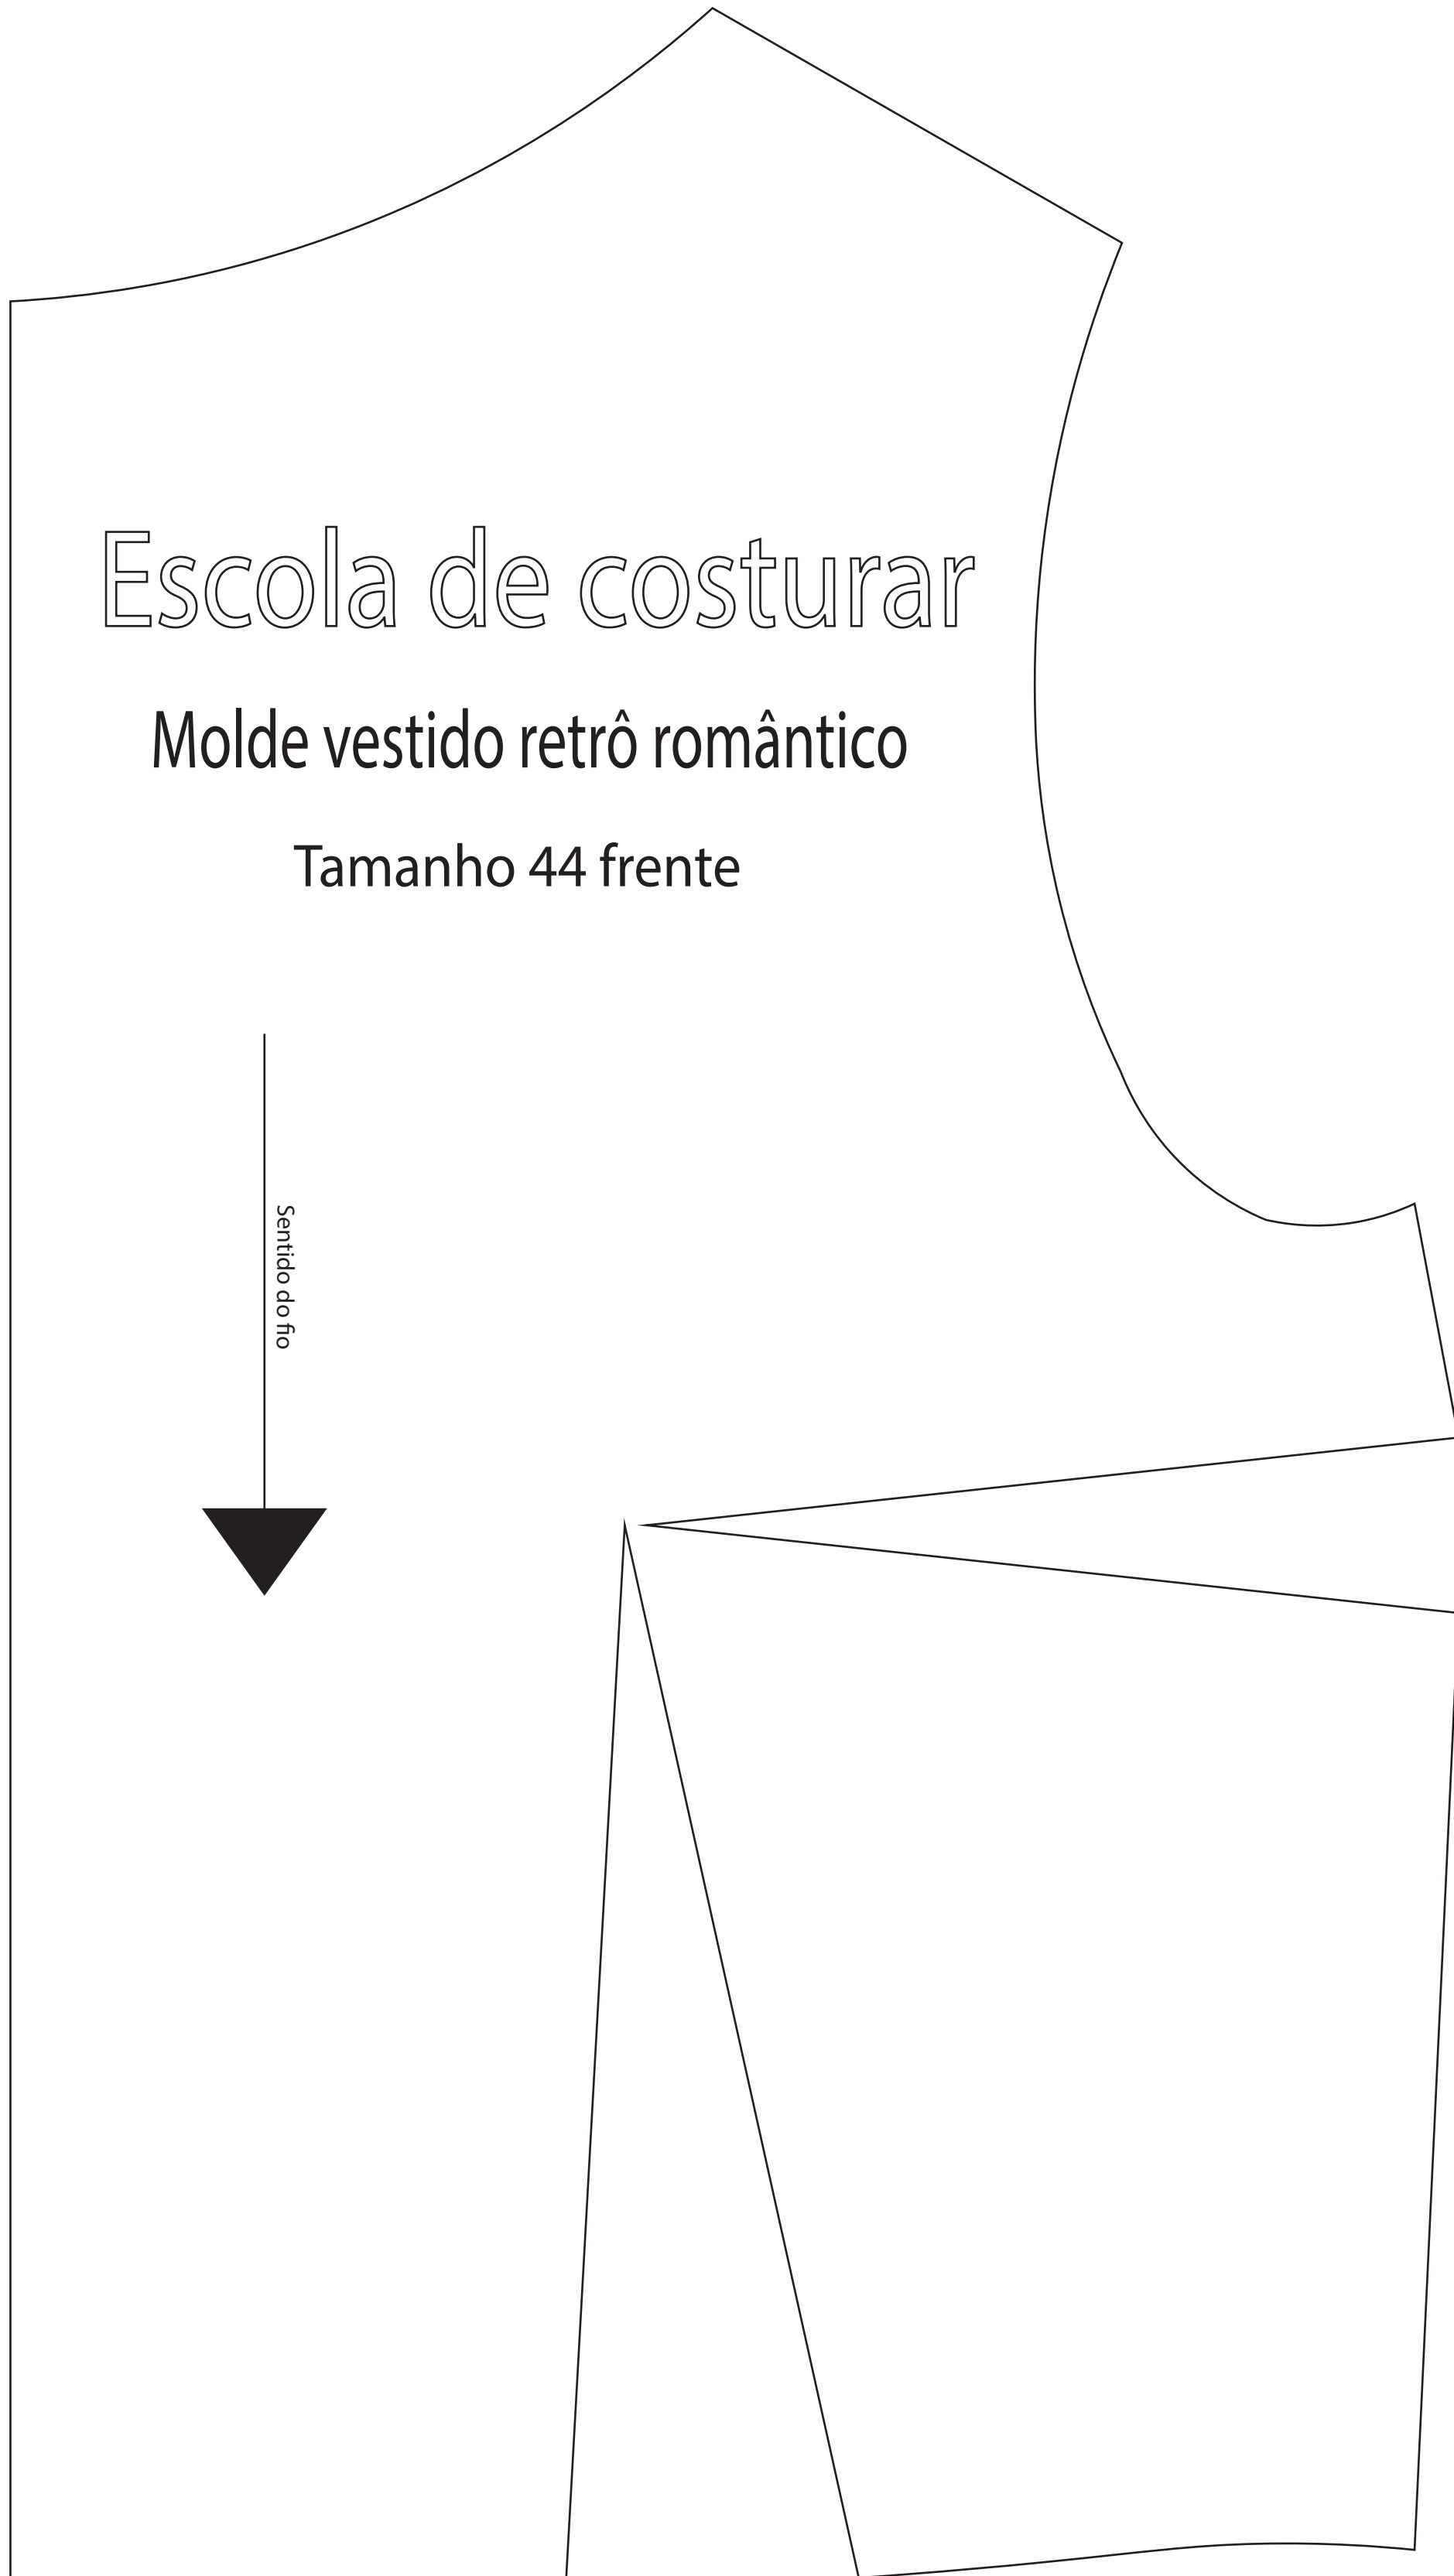 Escola de costurar
Molde vestido retrô romântico
Tamanho 44 frente
Sentido do fio